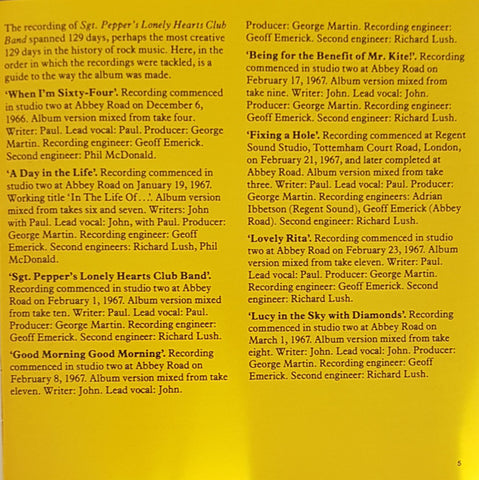 The recording of Sgt. Pepper's Lonely Hearts Club
Band spanned 129 days, perhaps the most creative
129 days in the history of rock music. Here, in the
order in which the recordings were tackled, is a
guide to the way the album was made.
'When I'm Sixty-Four'. Recording commenced
in studio two at Abbey Road on December 6,
1966. Album version mixed from take four.
Writer: Paul. Lead vocal: Paul. Producer: George
Martin. Recording engineer: Geoff Emerick.
Second engineer: Phil McDonald.
'A Day in the Life'. Recording commenced in
studio two at Abbey Road on January 19, 1967.
Working title 'In The Life Of . . .'. Album version
mixed from takes six and seven. Writers: John
with Paul. Lead vocal: John, with Paul. Producer:
George Martin. Recording engineer: Geoff
Emerick. Second engineers: Richard Lush, Phil
McDonald.
'Sgt. Pepper's Lonely Hearts Club Band'.
Recording commenced in studio two at Abbey
Road on February 1, 1967. Album version mixed
from take ten. Writer: Paul. Lead vocal: Paul.
Producer: George Martin. Recording engineer:
Geoff Emerick. Second engineer: Richard Lush.
'Good Morning Good Morning'. Recording
commenced in studio two at Abbey Road on
February 8, 1967. Album version mixed from take
eleven. Writer: John. Lead vocal: John.
Producer: George Martin. Recording engineer:
Geoff Emerick. Second engineer: Richard Lush.
'Being for the Benefit of Mr. Kite!'. Recording
commenced in studio two at Abbey Road on
February 17, 1967. Album version mixed from
take nine. Writer: John. Lead vocal: John.
Producer: George Martin. Recording engineer:
Geoff Emerick. Second engineer: Richard Lush.
'Fixing a Hole'. Recording commenced at Regent
Sound Studio, Tottemham Court Road, London,
on February 21, 1967, and later completed at
Abbey Road. Album version mixed from take
three. Writer: Paul. Lead vocal: Paul. Producer:
George Martin. Recording engineers: Adrian
Ibbetson (Regent Sound), Geoff Emerick (Abbey
Road). Second engineer: Richard Lush.
'Lovely Rita'. Recording commenced in studio
two at Abbey Road on February 23, 1967. Album
version mixed from take eleven. Writer: Paul.
Lead vocal: Paul. Producer: George Martin.
Recording engineer: Geoff Emerick. Second
engineer: Richard Lush.
'Lucy in the Sky with Diamonds'. Recording
commenced in studio two at Abbey Road on
March 1, 1967. Album version mixed from take
eight. Writer: John. Lead vocal: John. Producer:
George Martin. Recording engineer: Geoff
Emerick. Second engineer: Richard Lush.
5